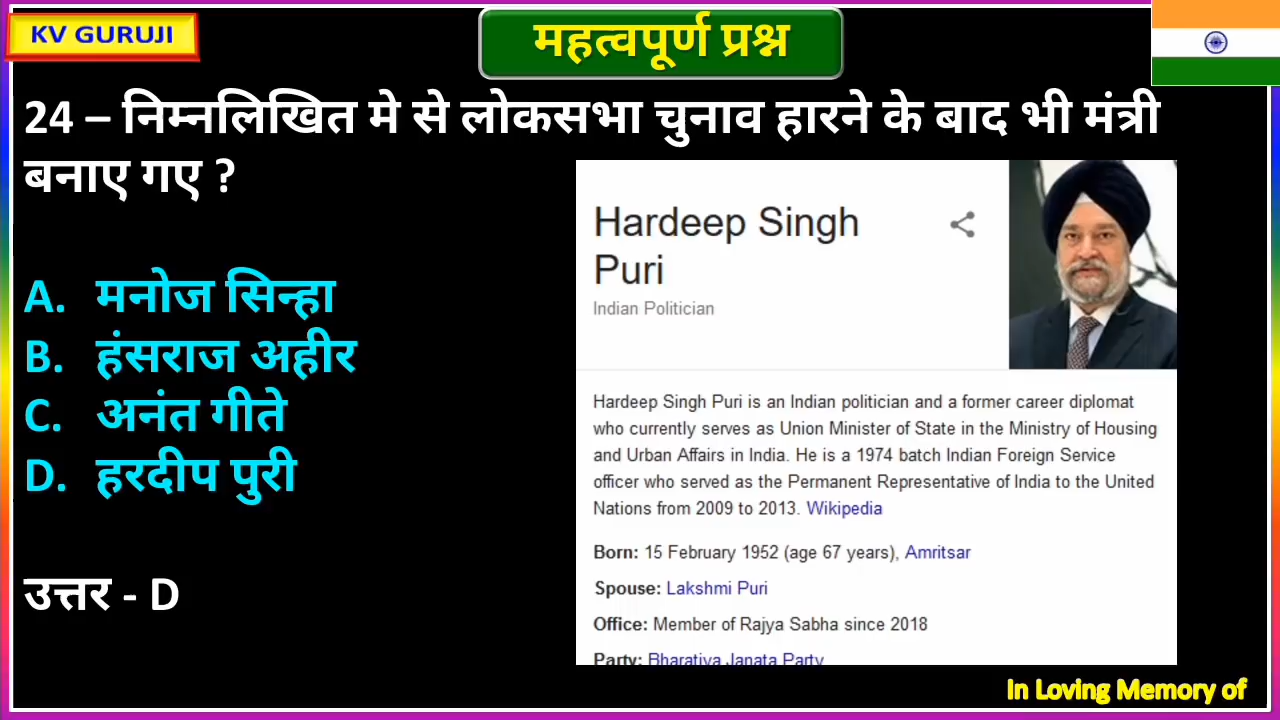 KV GURUJI
महत्वपूर्ण प्रश्न
24 – निम्नलिखित मे से लोकसभा चुनाव हारने के बाद भी मंत्री
बनाए गए ?
A. मनोज सिन्हा
B. हंसराज अहीर
C. अनंत गीते
D. हरदीप पुरी
उत्तर - D
Hardeep Singh
Puri
Indian Politician
Hardeep Singh Puri is an Indian politician and a former career diplomat
who currently serves as Union Minister of State in the Ministry of Housing
and Urban Affairs in India. He is a 1974 batch Indian Foreign Service
officer who served as the Permanent Representative of India to the United
Nations from 2009 to 2013. Wikipedia
Born: 15 February 1952 (age 67 years), Amritsar
Spouse: Lakshmi Puri
Office: Member of Rajya Sabha since 2018
Party: Bharatiya Janata Party
In Loving Memory of